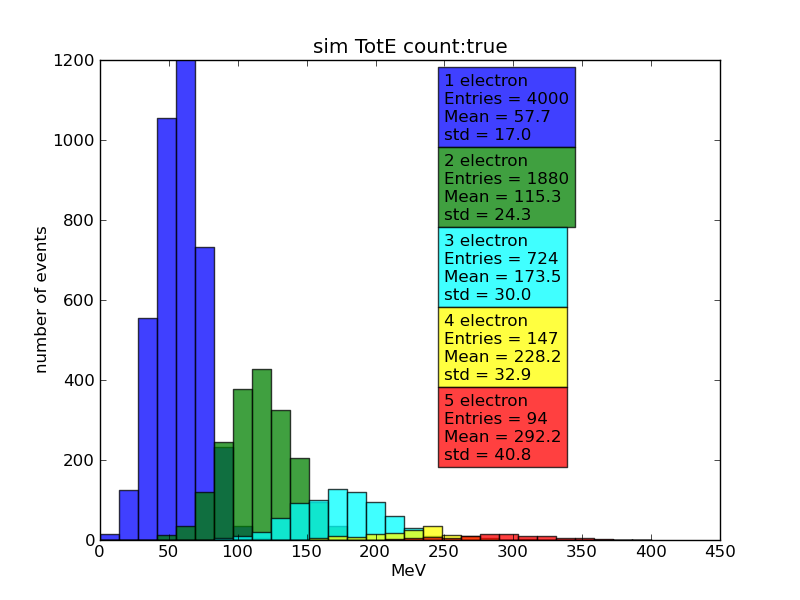 sim TotE count:true
1200
1000
800
600
400
200
0
number of events
1 electron
Entries = 4000
Mean = 57.7
std = 17.0
2 electron
Entries = 1880
Mean = 115.3
std = 24.3
3 electron
Entries = 724
Mean = 173.5
std = 30.0
4 electron
Entries = 147
Mean = 228.2
std = 32.9
5 electron
Entries = 94
Mean = 292.2
std = 40.8
0 50 100 150 200 250 300 350 400 450
MeV